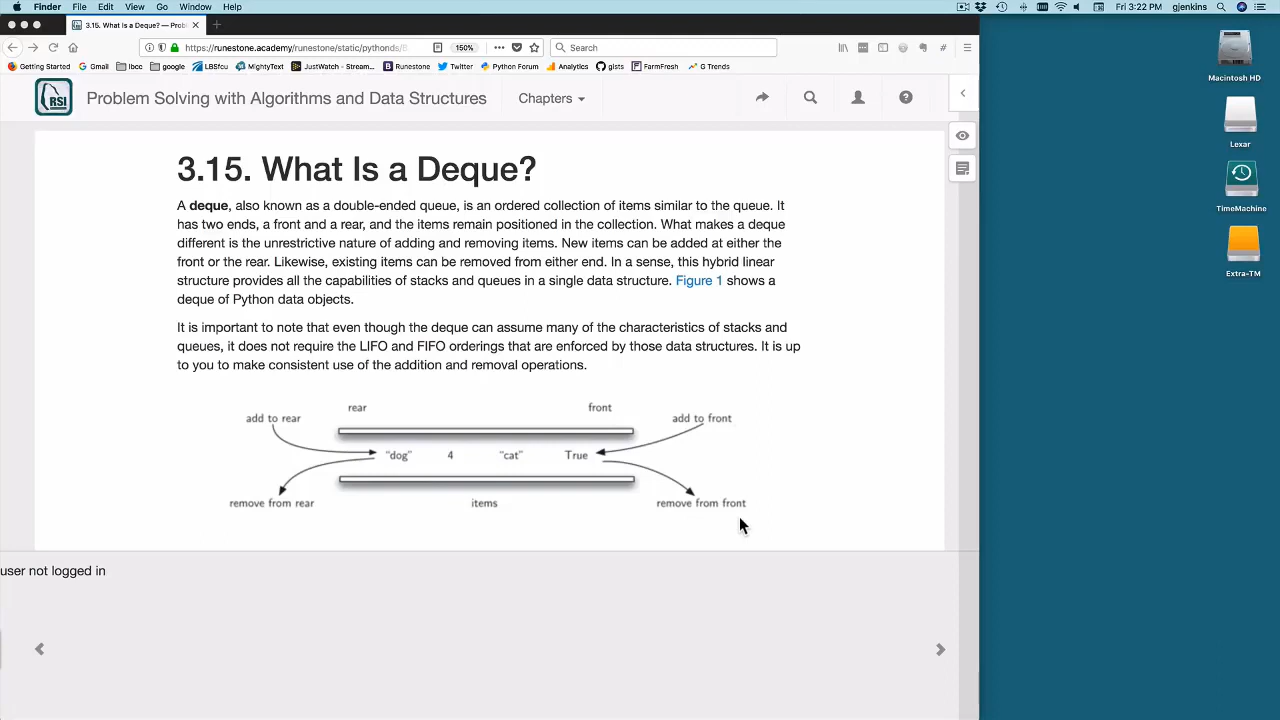 Finder File Edit View Go Window Help Fri 3:22 PM gjenkins
3.15. What Is a Deque? — Prob
https://runestone.academy/runestone/static/pythonds/ 150% Search
Getting Started Gmail lbcc google LBSfcu MightyText JustWatch - Stream... Runestone Twitter Python Forum Analytics gists FarmFresh G Trends
RSI Problem Solving with Algorithms and Data Structures Chapters
3.15. What Is a Deque?
A deque, also known as a double-ended queue, is an ordered collection of items similar to the queue. It
has two ends, a front and a rear, and the items remain positioned in the collection. What makes a deque
different is the unrestrictive nature of adding and removing items. New items can be added at either the
front or the rear. Likewise, existing items can be removed from either end. In a sense, this hybrid linear
structure provides all the capabilities of stacks and queues in a single data structure. Figure 1 shows a
deque of Python data objects.
It is important to note that even though the deque can assume many of the characteristics of stacks and
queues, it does not require the LIFO and FIFO orderings that are enforced by those data structures. It is up
to you to make consistent use of the addition and removal operations.
rear front
add to rear add to front
“dog” 4 “cat” True
remove from rear items remove from front
user not logged in
Macintosh HD
Lexar
TimeMachine
Extra-TM